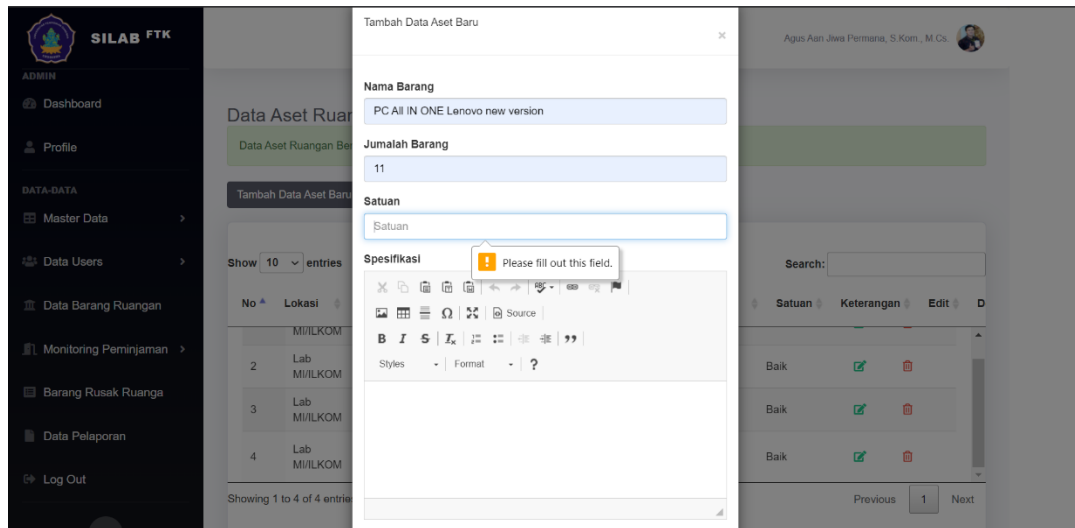 SILAB FTK
ADMIN
Dashboard
Profile
DATA-DATA
Master Data
Data Users
Data Barang Ruangan
Monitoring Peminjaman
Barang Rusak Ruanga
Data Pelaporan
Log Out
Agus Aan Jiwa Permana, S.Kom., M.Cs.
Data Aset Ruar
Data Aset Ruangan Be
Tambah Data Aset Baru
Show 10 entries
Search:
No Lokasi Satuan Keterangan Edit D
MI/ILKOM
2 Lab MI/ILKOM Baik
3 Lab MI/ILKOM Baik
4 Lab MI/ILKOM Baik
Showing 1 to 4 of 4 entrie
Previous 1 Next
Tambah Data Aset Baru
×
Nama Barang
PC All IN ONE Lenovo new version
Jumalah Barang
11
Satuan
Satuan
Please fill out this field.
Spesifikasi
Source
B I S Ix
Styles Format ?